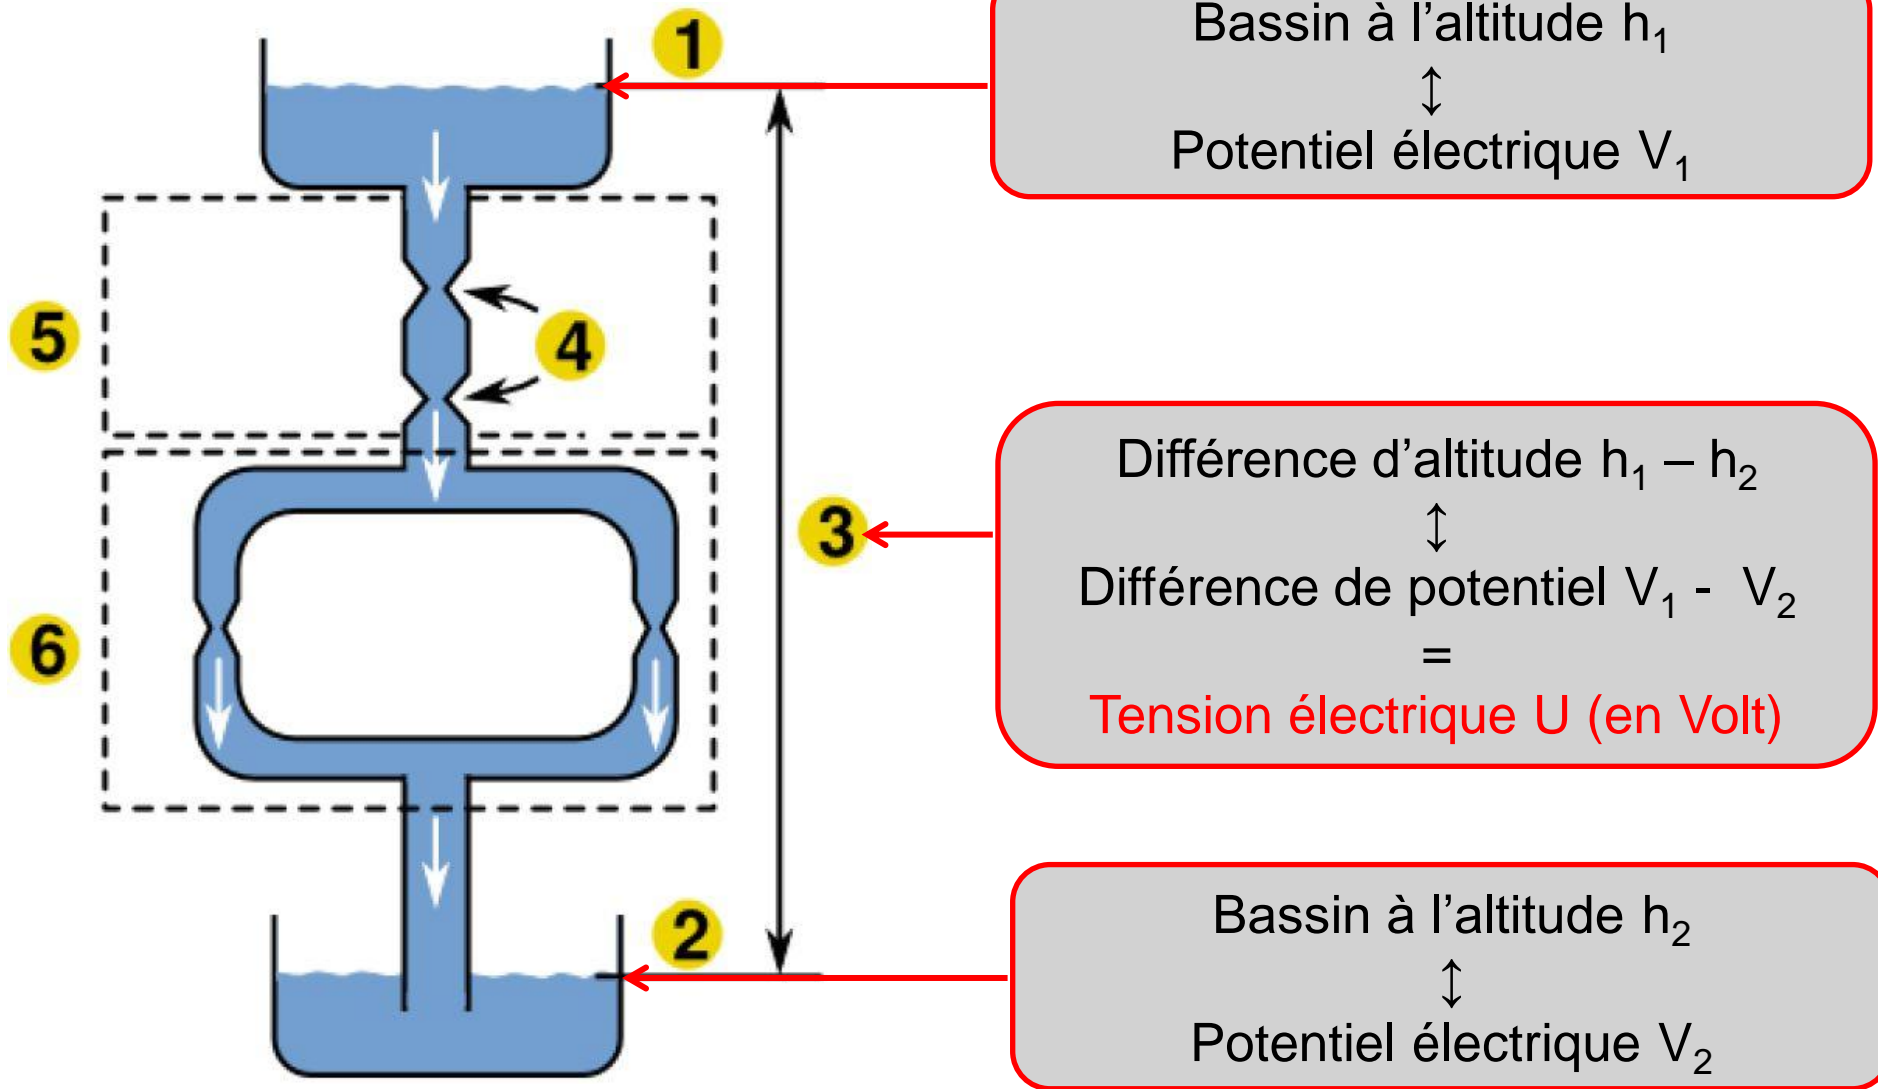 1
Bassin à l’altitude h₁
↕
Potentiel électrique V₁
5
4
3
Différence d’altitude h₁ – h₂
↕
Différence de potentiel V₁ - V₂
=
Tension électrique U (en Volt)
6
2
Bassin à l’altitude h₂
↕
Potentiel électrique V₂